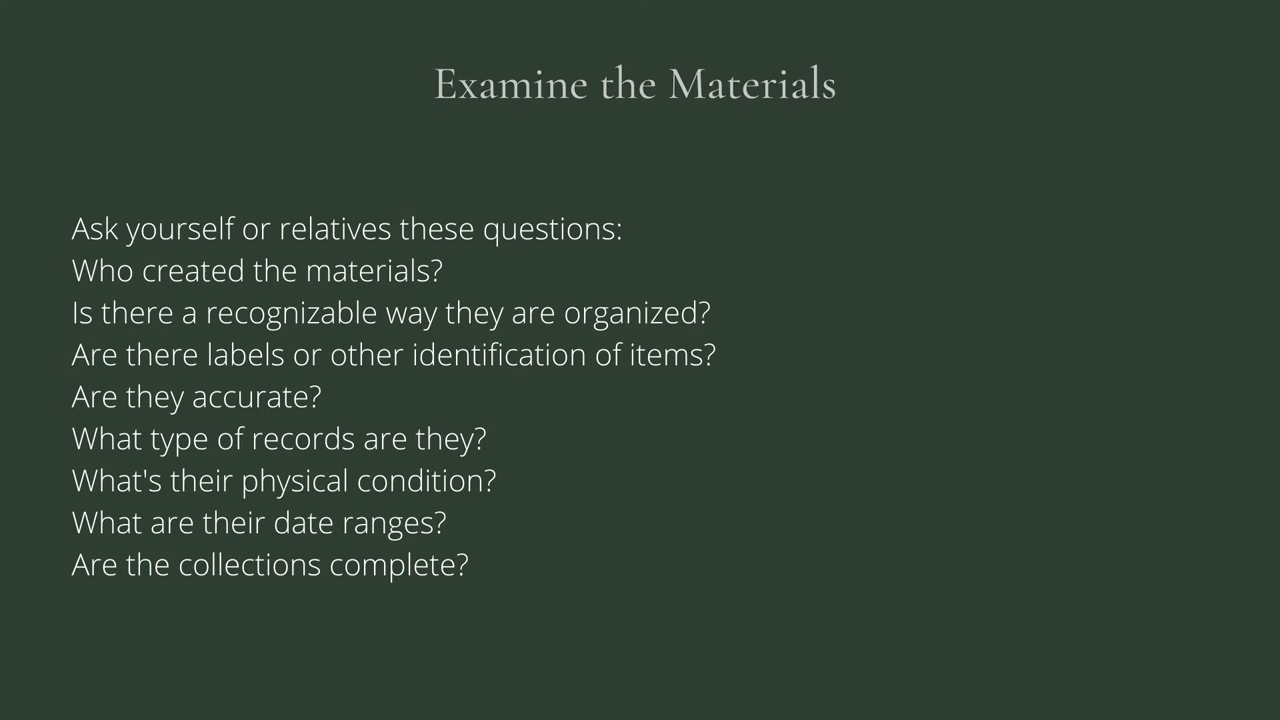 Examine the Materials
Ask yourself or relatives these questions:
Who created the materials?
Is there a recognizable way they are organized?
Are there labels or other identification of items?
Are they accurate?
What type of records are they?
What's their physical condition?
What are their date ranges?
Are the collections complete?